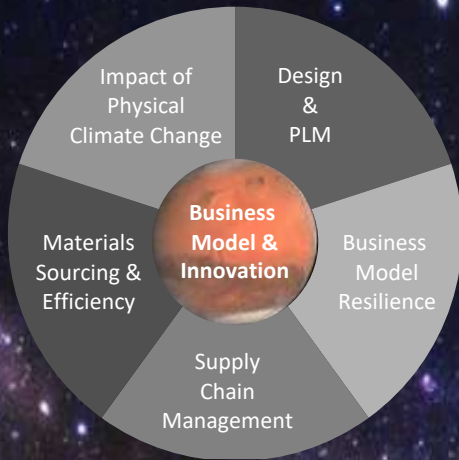 Impact of
Physical
Climate Change
Design
&
PLM
Business
Model &
Innovation
Materials
Sourcing &
Efficiency
Business
Model
Resilience
Supply
Chain
Management